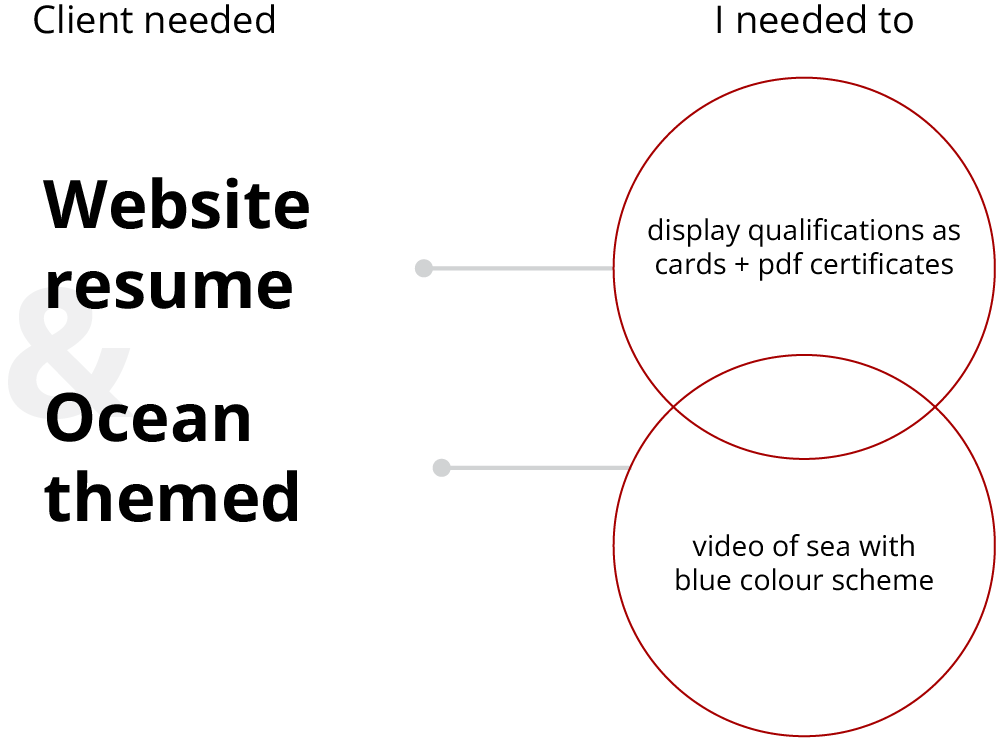 Client needed
I needed to
Website
resume
&
Ocean
themed
display qualifications as
cards + pdf certificates
video of sea with
blue colour scheme